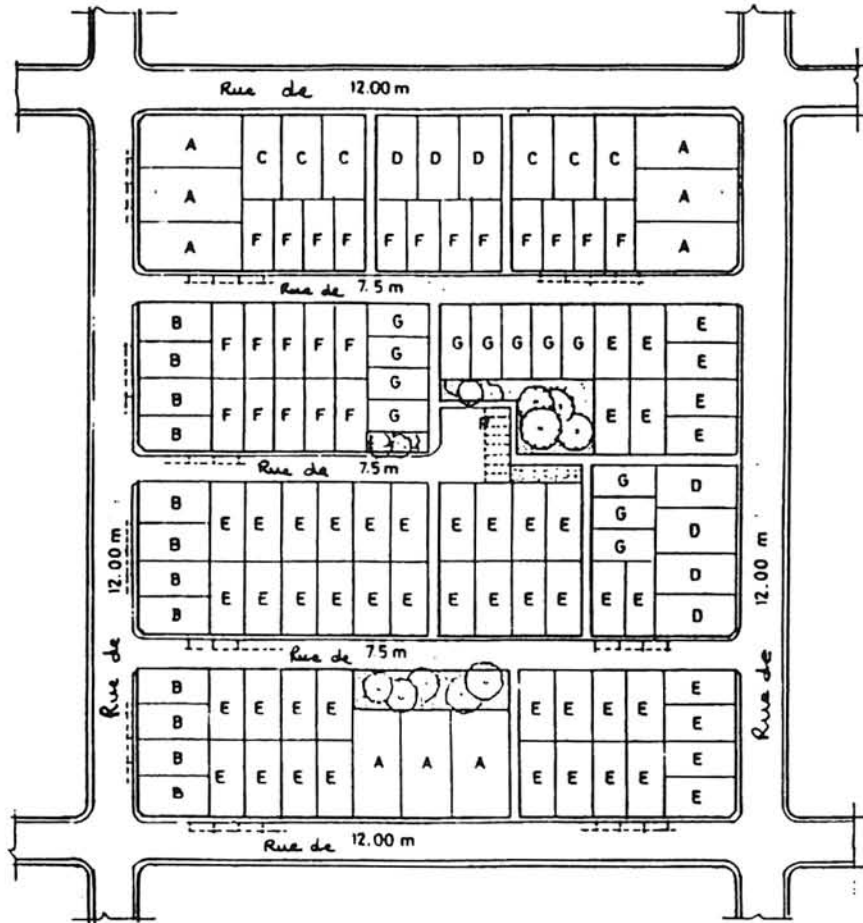 Rue de 12.00 m
A C C C D D D C C C A
A A
A F F F F F F F F F F F F A
Rue de 7.5 m
B F F F F F G G G G G G E E E
B G E
B G E
B F F F F F G E E E
P
Rue de 7.5 m
B E E E E E E E E E E G D
B G D
B G D
B E E E E E E E E E E E E D
12.00 m
Rue de
12.00 m
Rue de
Rue de 7.5 m
B E E E E E E E E E
B E
B E
B E E E E A A A E E E E E
Rue de 12.00 m